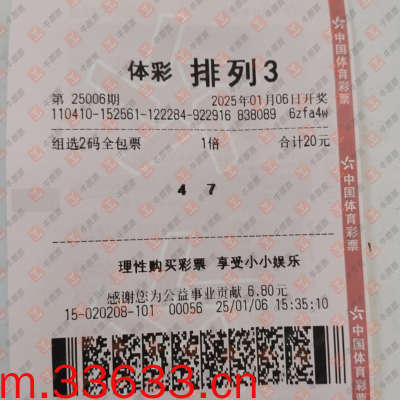 体彩 排列3
第 25006期 2025年01月06日开奖
110410-152561-122284-922916 838089 6zfa4w
组选2码全包票 1倍 合计20元
4 7
理性购买彩票 享受小小娱乐
感谢您为公益事业贡献 6.80元
15-020208-101 00056 25/01/06 15:35:10
中国体育彩票
中国体育彩票
中国体育彩票
m.33633.cn